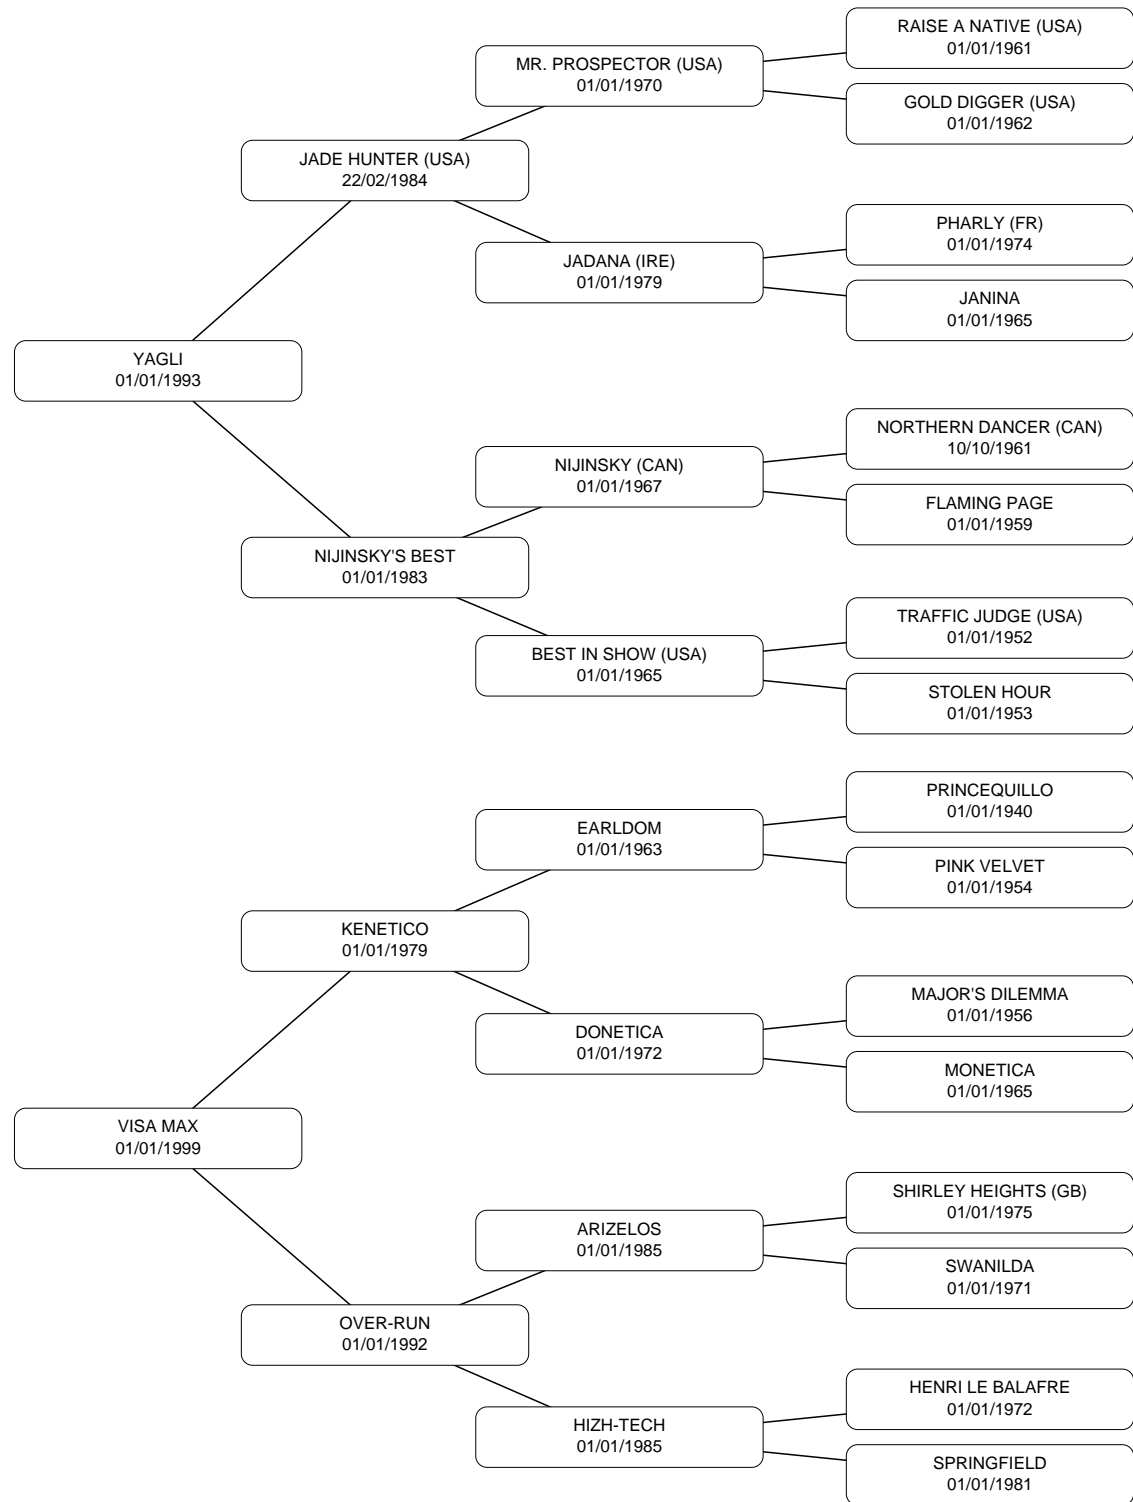 RAISE A NATIVE (USA)
01/01/1961
MR. PROSPECTOR (USA)
01/01/1970
GOLD DIGGER (USA)
01/01/1962
JADE HUNTER (USA)
22/02/1984
PHARLY (FR)
01/01/1974
JADANA (IRE)
01/01/1979
JANINA
01/01/1965
YAGLI
01/01/1993
NORTHERN DANCER (CAN)
10/10/1961
NIJINSKY (CAN)
01/01/1967
FLAMING PAGE
01/01/1959
NIJINSKY'S BEST
01/01/1983
TRAFFIC JUDGE (USA)
01/01/1952
BEST IN SHOW (USA)
01/01/1965
STOLEN HOUR
01/01/1953
PRINCEQUILLO
01/01/1940
EARLDOM
01/01/1963
PINK VELVET
01/01/1954
KENETICO
01/01/1979
MAJOR'S DILEMMA
01/01/1956
DONETICA
01/01/1972
MONETICA
01/01/1965
VISA MAX
01/01/1999
SHIRLEY HEIGHTS (GB)
01/01/1975
ARIZELOS
01/01/1985
SWANILDA
01/01/1971
OVER-RUN
01/01/1992
HENRI LE BALAFRE
01/01/1972
HIZH-TECH
01/01/1985
SPRINGFIELD
01/01/1981